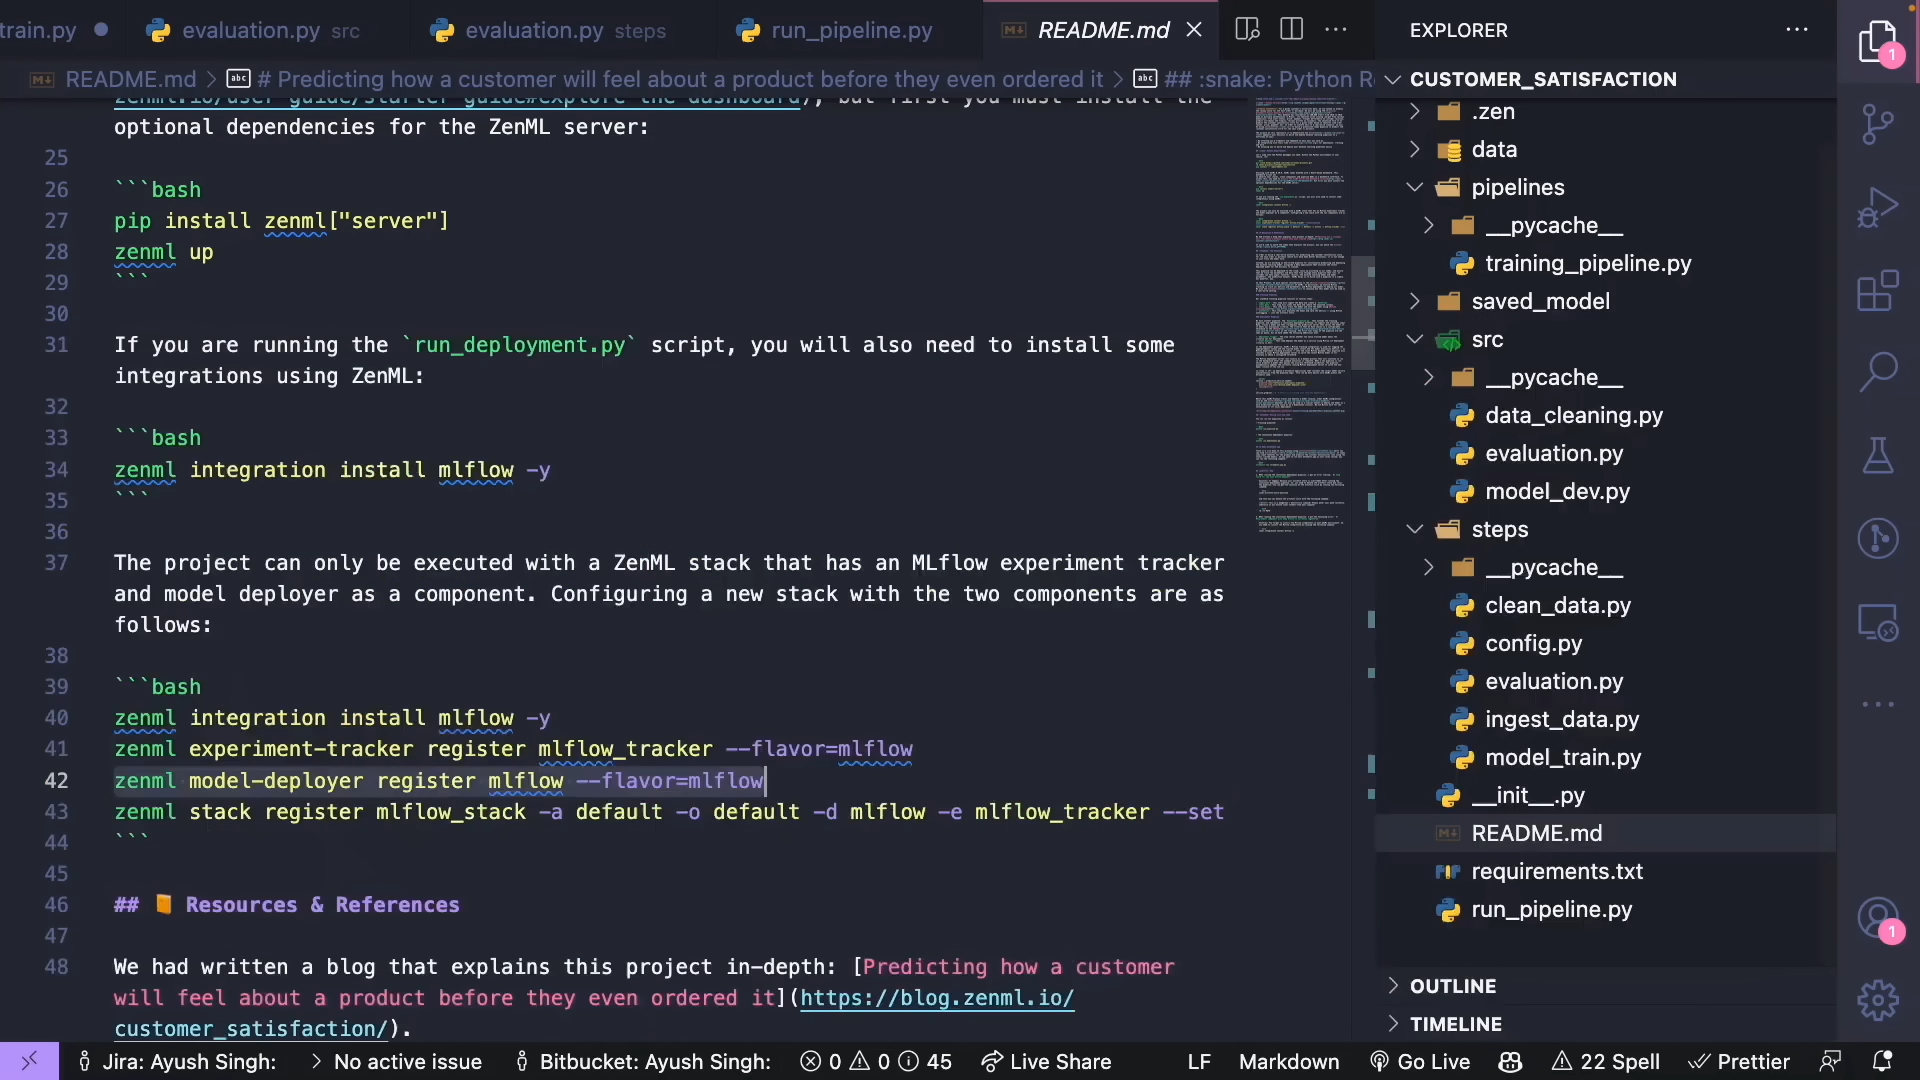 train.py
evaluation.py src
evaluation.py steps
run_pipeline.py
README.md
EXPLORER
README.md > # Predicting how a customer will feel about a product before they even ordered it > ## :snake: Python R
CUSTOMER_SATISFACTION
optional dependencies for the ZenML server:
25
26 ```bash
27 pip install zenml["server"]
28 zenml up
29 ```
30
31 If you are running the `run_deployment.py` script, you will also need to install some
integrations using ZenML:
32
33 ```bash
34 zenml integration install mlflow -y
35 ```
36
37 The project can only be executed with a ZenML stack that has an MLflow experiment tracker
and model deployer as a component. Configuring a new stack with the two components are as
follows:
38
39 ```bash
40 zenml integration install mlflow -y
41 zenml experiment-tracker register mlflow_tracker --flavor=mlflow
42 zenml model-deployer register mlflow --flavor=mlflow
43 zenml stack register mlflow_stack -a default -o default -d mlflow -e mlflow_tracker --set
44 ```
45
46 ## 📙 Resources & References
47
48 We had written a blog that explains this project in-depth: [Predicting how a customer
will feel about a product before they even ordered it](https://blog.zenml.io/
customer_satisfaction/).
.zen
data
pipelines
__pycache__
training_pipeline.py
saved_model
src
__pycache__
data_cleaning.py
evaluation.py
model_dev.py
steps
__pycache__
clean_data.py
config.py
evaluation.py
ingest_data.py
model_train.py
__init__.py
README.md
requirements.txt
run_pipeline.py
OUTLINE
TIMELINE
1
1
Jira: Ayush Singh: > No active issue Bitbucket: Ayush Singh: 0 0 45 Live Share LF Markdown Go Live 22 Spell Prettier